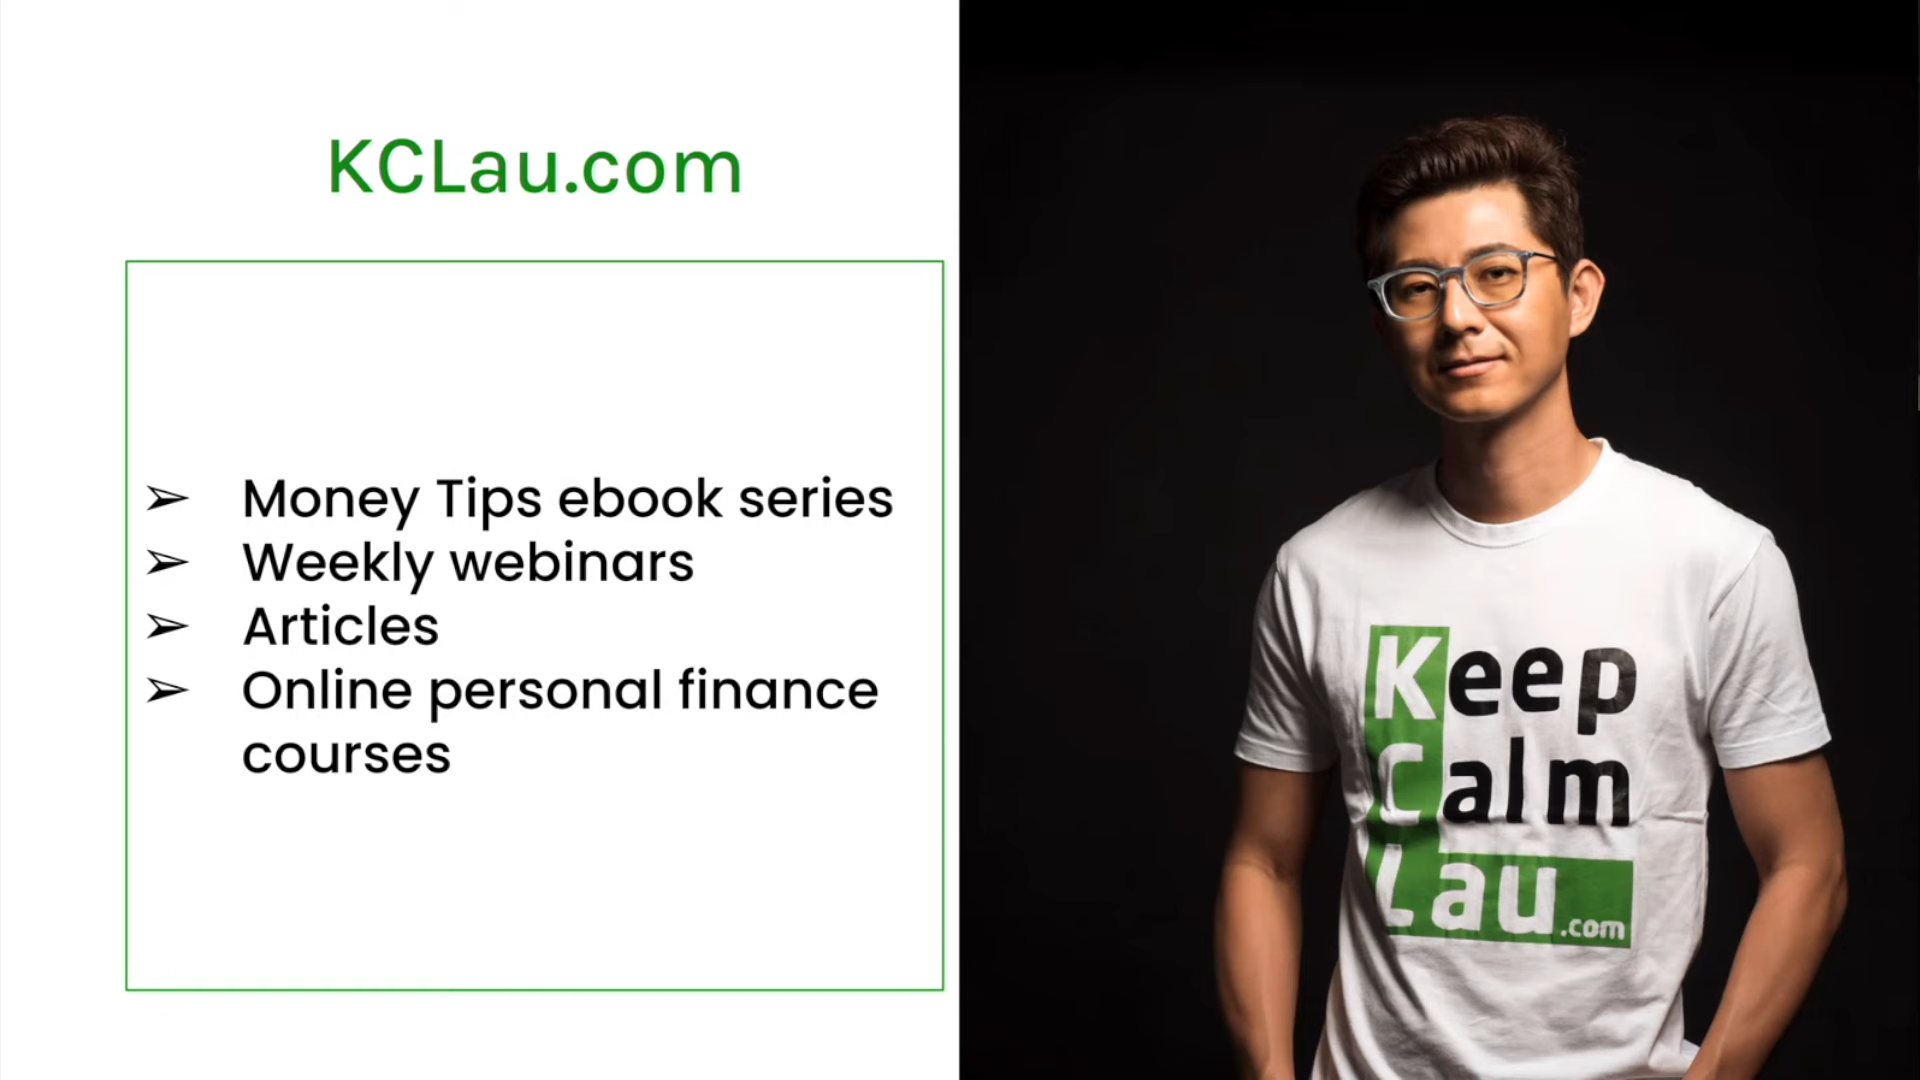 KCLau.com
➢ Money Tips ebook series
➢ Weekly webinars
➢ Articles
➢ Online personal finance
courses
Keep
Calm
Lau.com